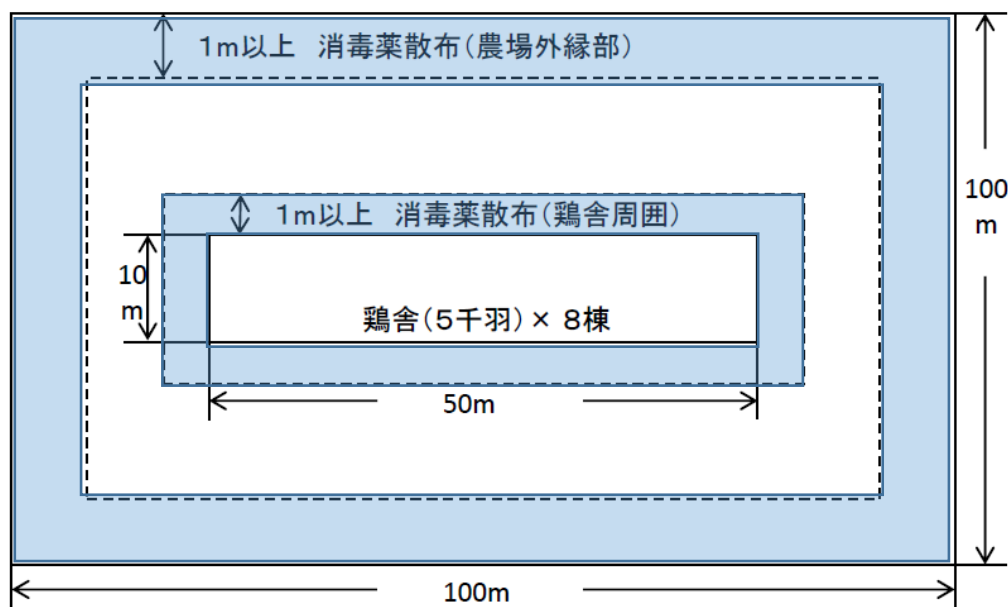 1m以上 消毒薬散布(農場外縁部)
100
m
1m以上 消毒薬散布(鶏舎周囲)
10
m
鶏舎(5千羽)× 8棟
50m
100m